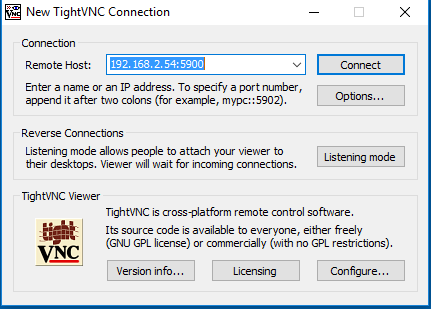 New TightVNC Connection
Connection
Remote Host: 192.168.2.54:5900
Connect
Enter a name or an IP address. To specify a port number,
append it after two colons (for example, mypc::5902).
Options...
Reverse Connections
Listening mode allows people to attach your viewer to
their desktops. Viewer will wait for incoming connections.
Listening mode
TightVNC Viewer
TightVNC is cross-platform remote control software.
Its source code is available to everyone, either freely
(GNU GPL license) or commercially (with no GPL restrictions).
tight
VNC
Version info...
Licensing
Configure...